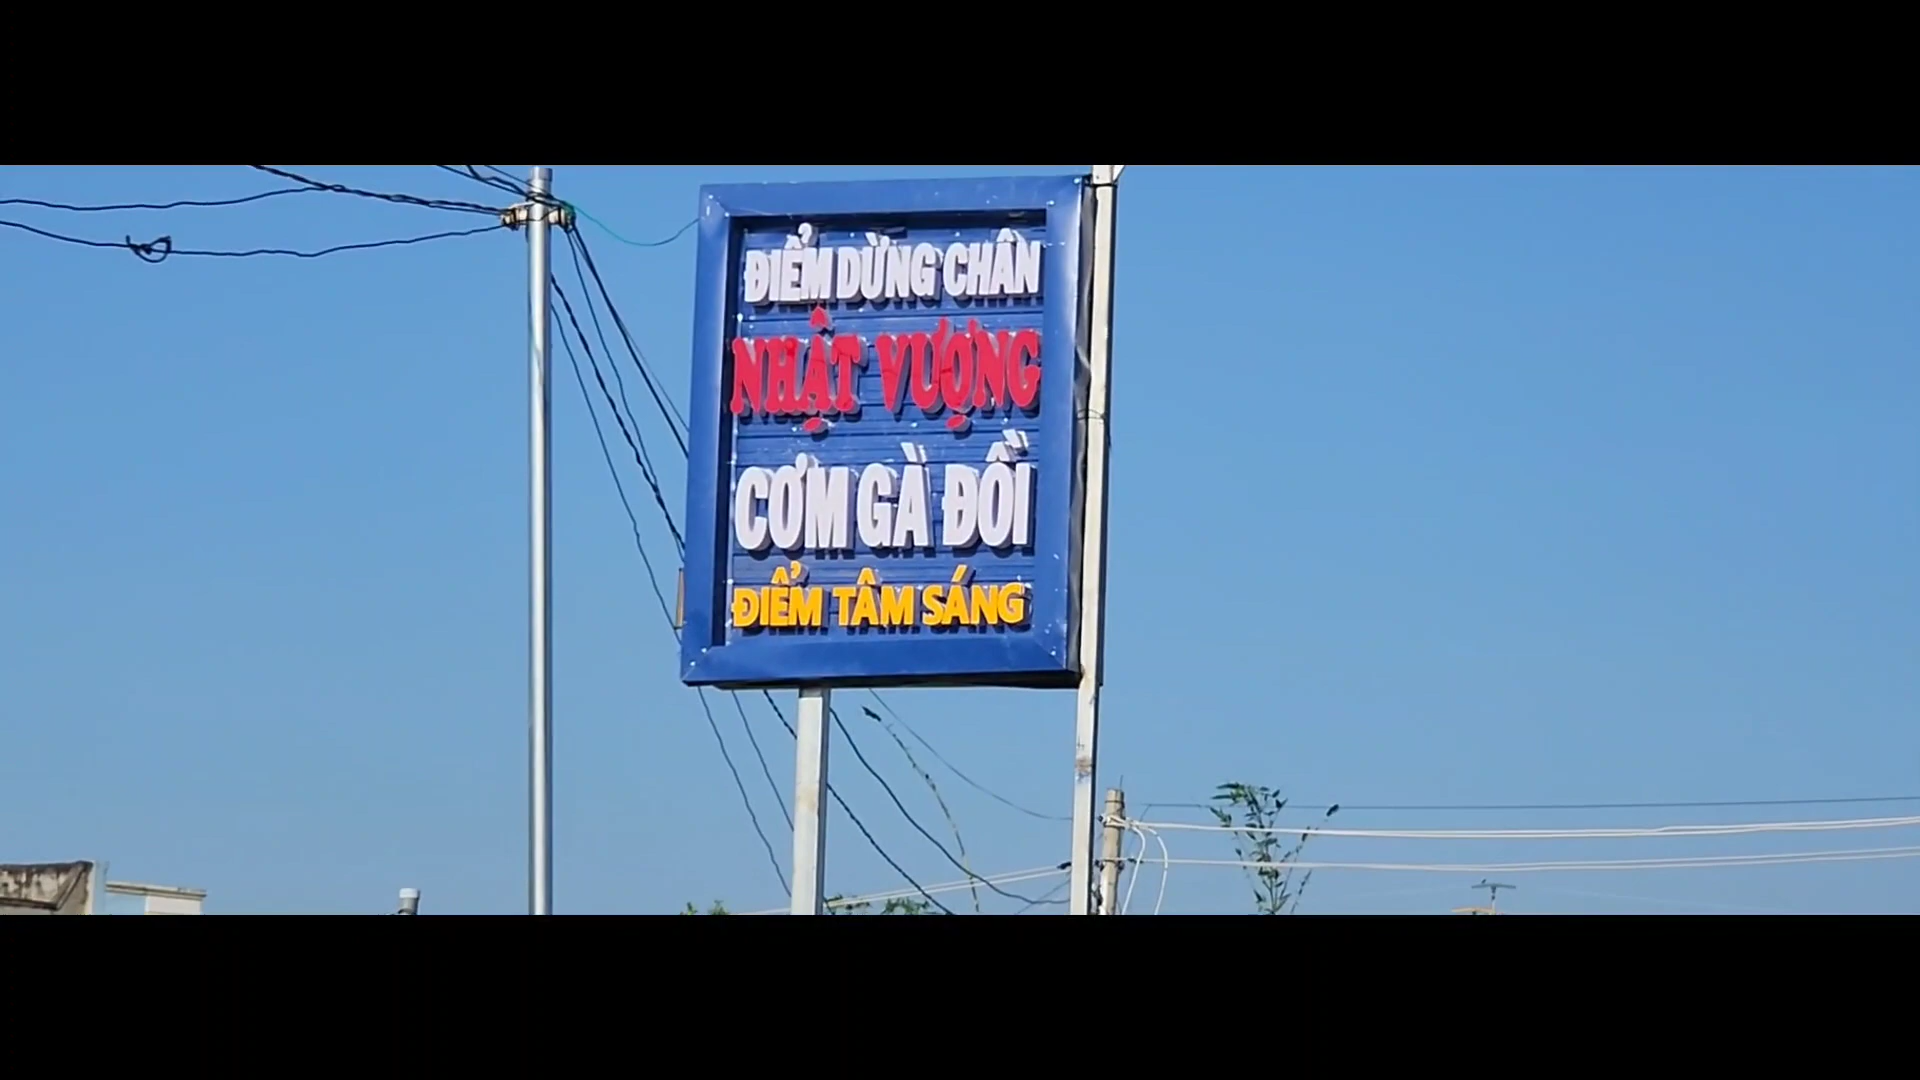 ĐIỂM DỪNG CHÂN
NHẬT VƯỢNG
CƠM GÀ ĐỒI
ĐIỂM TÂM SÁNG